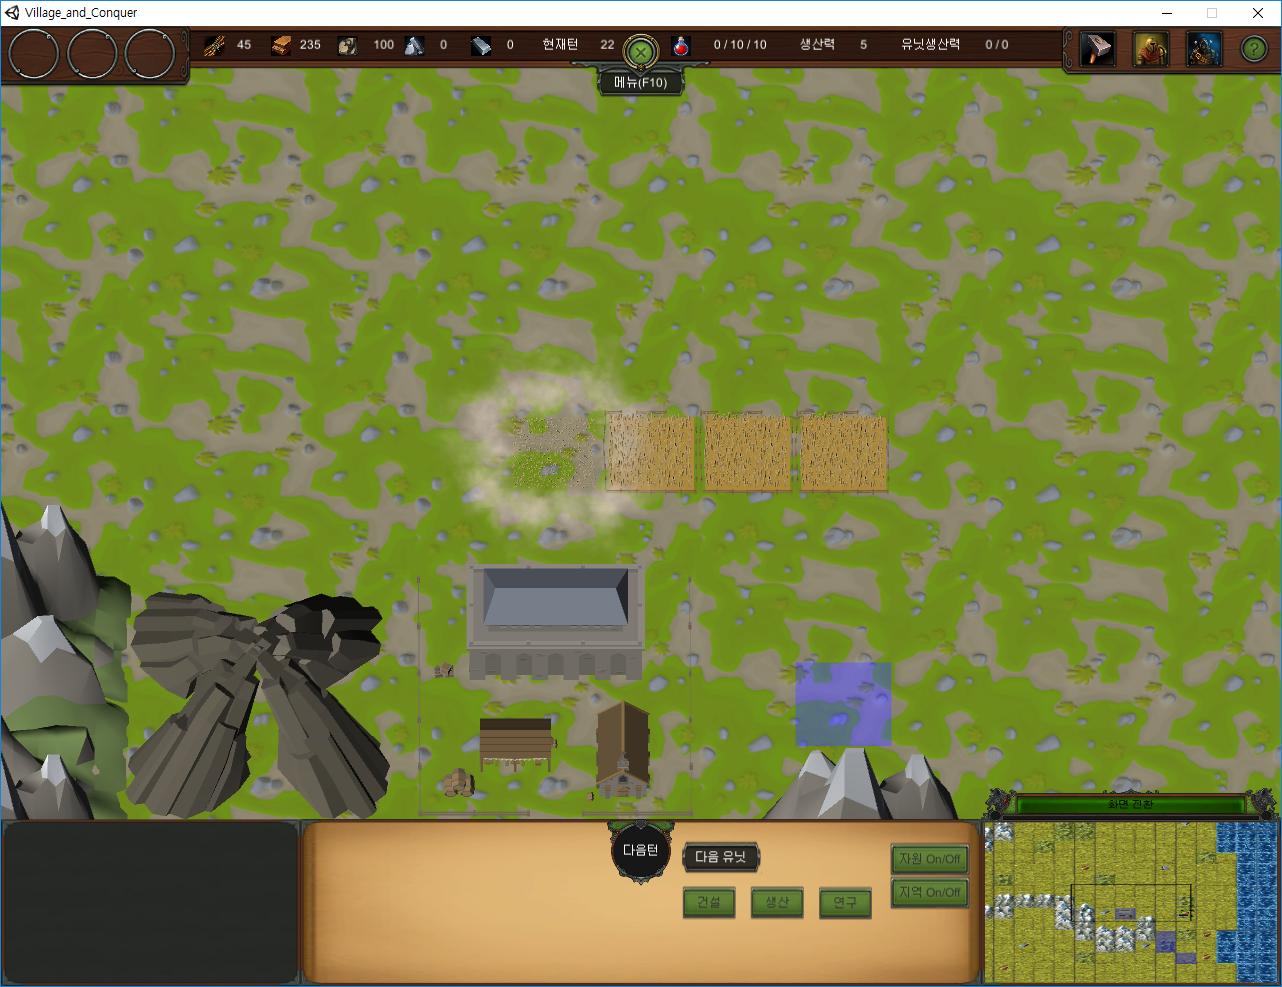 Village_and_Conquer
45 235 100 0 0 현재턴 22 0 / 10 / 10 생산력 5 유닛생산력 0 / 0
?
메뉴(F10)
화면 전환
다음턴
다음 유닛
자원 On/Off
건설 생산 연구
지역 On/Off